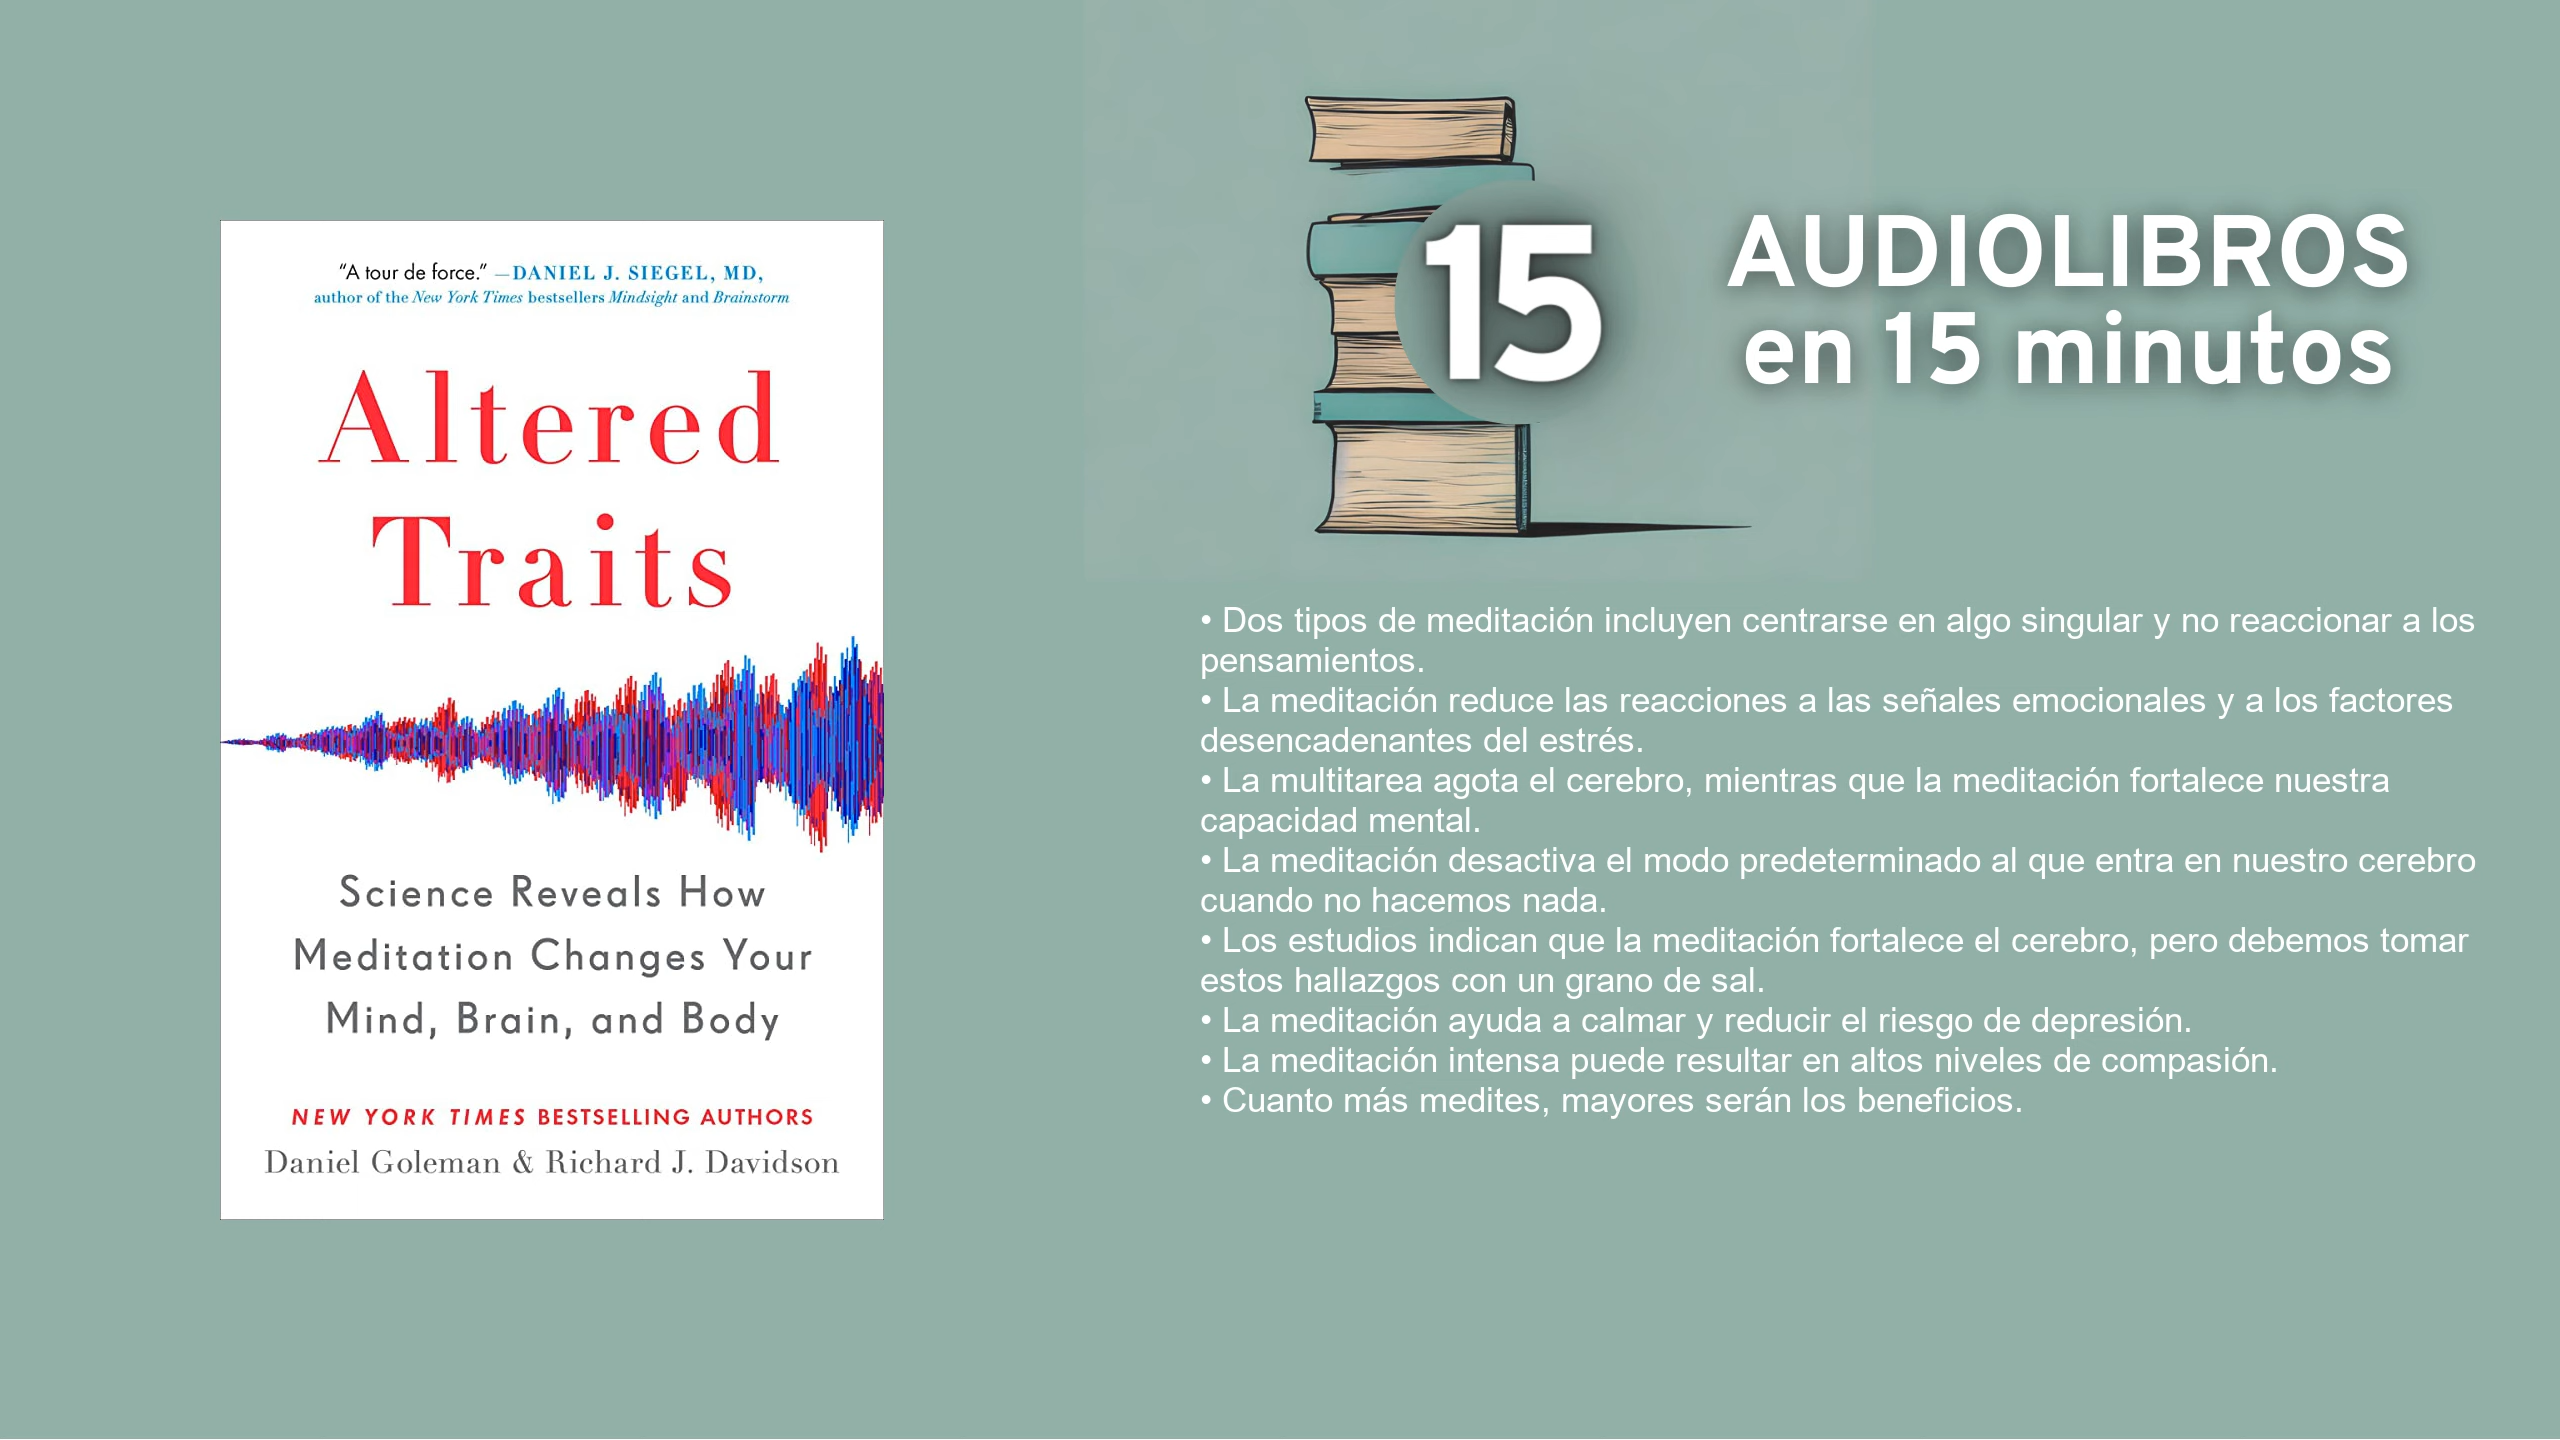 “A tour de force.” —DANIEL J. SIEGEL, MD,
author of the New York Times bestsellers Mindsight and Brainstorm
Altered
Traits
Science Reveals How
Meditation Changes Your
Mind, Brain, and Body
NEW YORK TIMES BESTSELLING AUTHORS
Daniel Goleman & Richard J. Davidson
15
AUDIOLIBROS
en 15 minutos
• Dos tipos de meditación incluyen centrarse en algo singular y no reaccionar a los
pensamientos.
• La meditación reduce las reacciones a las señales emocionales y a los factores
desencadenantes del estrés.
• La multitarea agota el cerebro, mientras que la meditación fortalece nuestra
capacidad mental.
• La meditación desactiva el modo predeterminado al que entra en nuestro cerebro
cuando no hacemos nada.
• Los estudios indican que la meditación fortalece el cerebro, pero debemos tomar
estos hallazgos con un grano de sal.
• La meditación ayuda a calmar y reducir el riesgo de depresión.
• La meditación intensa puede resultar en altos niveles de compasión.
• Cuanto más medites, mayores serán los beneficios.